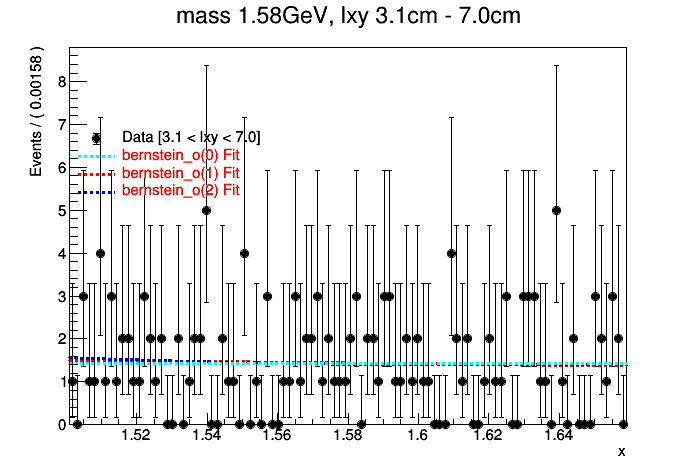 mass 1.58GeV, lxy 3.1cm - 7.0cm
Events / ( 0.00158 )
8
7
6
5
4
3
2
1
0
Data [3.1 < lxy < 7.0]
bernstein_o(0) Fit
bernstein_o(1) Fit
bernstein_o(2) Fit
1.52 1.54 1.56 1.58 1.6 1.62 1.64
x